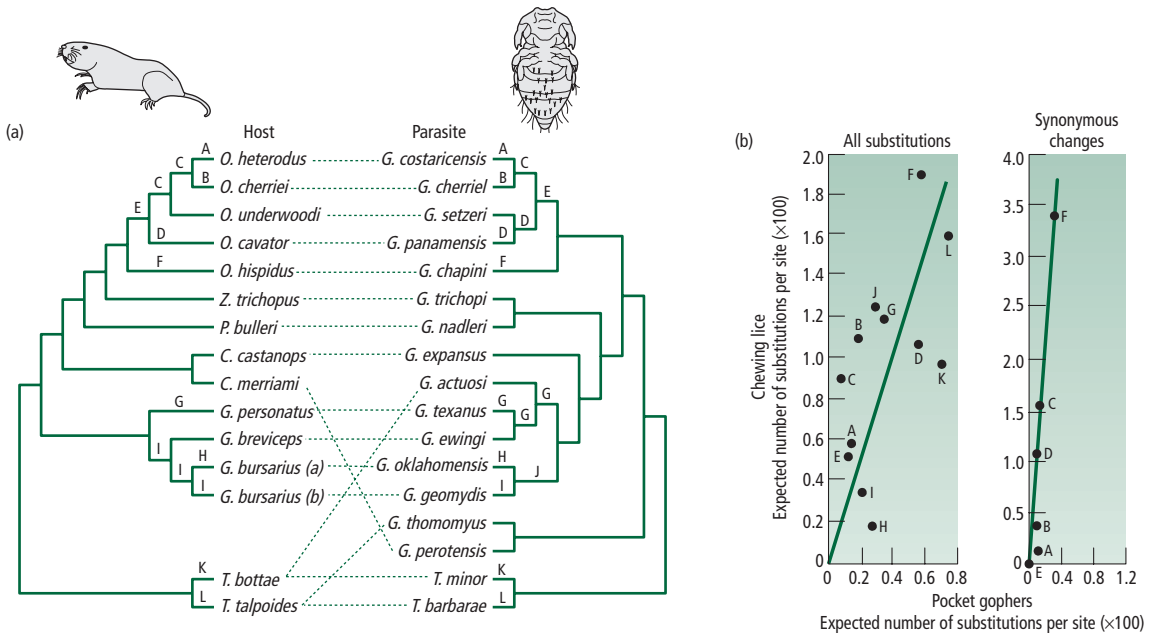 (a)
Host
Parasite
A O. heterodus G. costaricensis A
C C
B O. cherriei G. cherriel B
C E
O. underwoodi G. setzeri
E D
D O. cavator G. panamensis D
F O. hispidus G. chapini F
Z. trichopus G. trichopi
P. bulleri G. nadleri
C. castanops G. expansus
C. merriami G. actuosi
G G
G. personatus G. texanus G
G
G. breviceps G. ewingi
I
H G. bursarius (a) G. oklahomensis H
I J
I G. bursarius (b) G. geomydis I
G. thomomyus
G. perotensis
K T. bottae T. minor K
L T. talpoides T. barbarae L
(b)
All substitutions
Chewing lice
Expected number of substitutions per site (×100)
2.0
1.8
1.6
1.4
1.2
1.0
0.8
0.6
0.4
0.2
0
F
L
J
G
B
D
K
C
A
E
I
H
0 0.2 0.4 0.6 0.8
Synonymous
changes
4.0
3.5
3.0
2.5
2.0
1.5
1.0
0.5
0
F
C
D
B
A
E
0 0.4 0.8 1.2
Pocket gophers
Expected number of substitutions per site (×100)